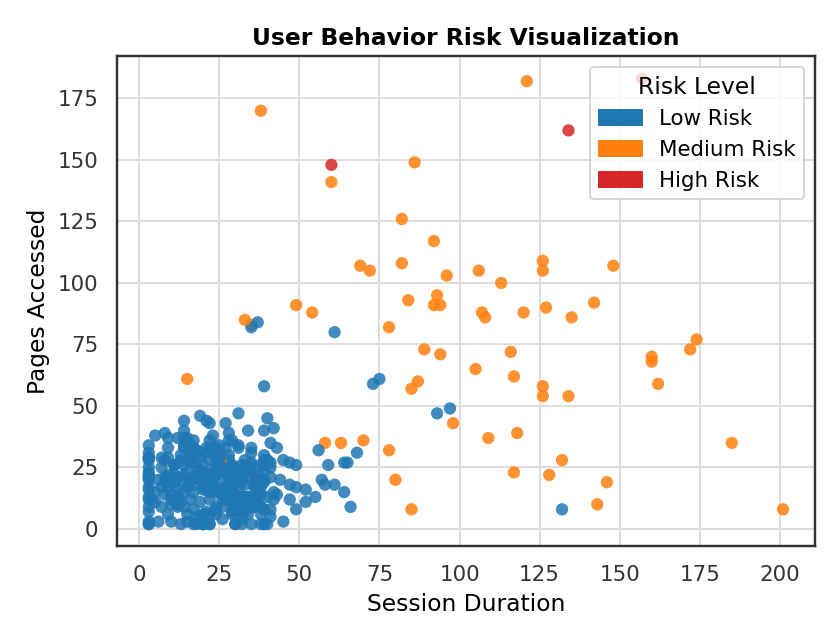 User Behavior Risk Visualization
Risk Level
Low Risk
Medium Risk
High Risk
Pages Accessed
175
150
125
100
75
50
25
0
0 25 50 75 100 125 150 175 200
Session Duration